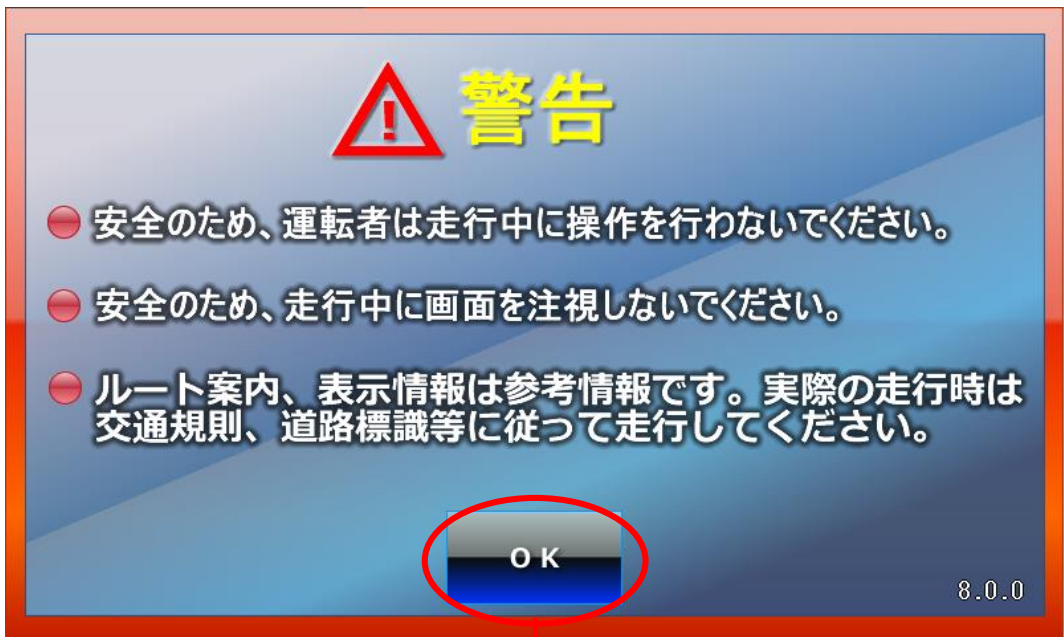 警告
安全のため、運転者は走行中に操作を行わないでください。
安全のため、走行中に画面を注視しないでください。
ルート案内、表示情報は参考情報です。実際の走行時は
交通規則、道路標識等に従って走行してください。
OK
8.0.0